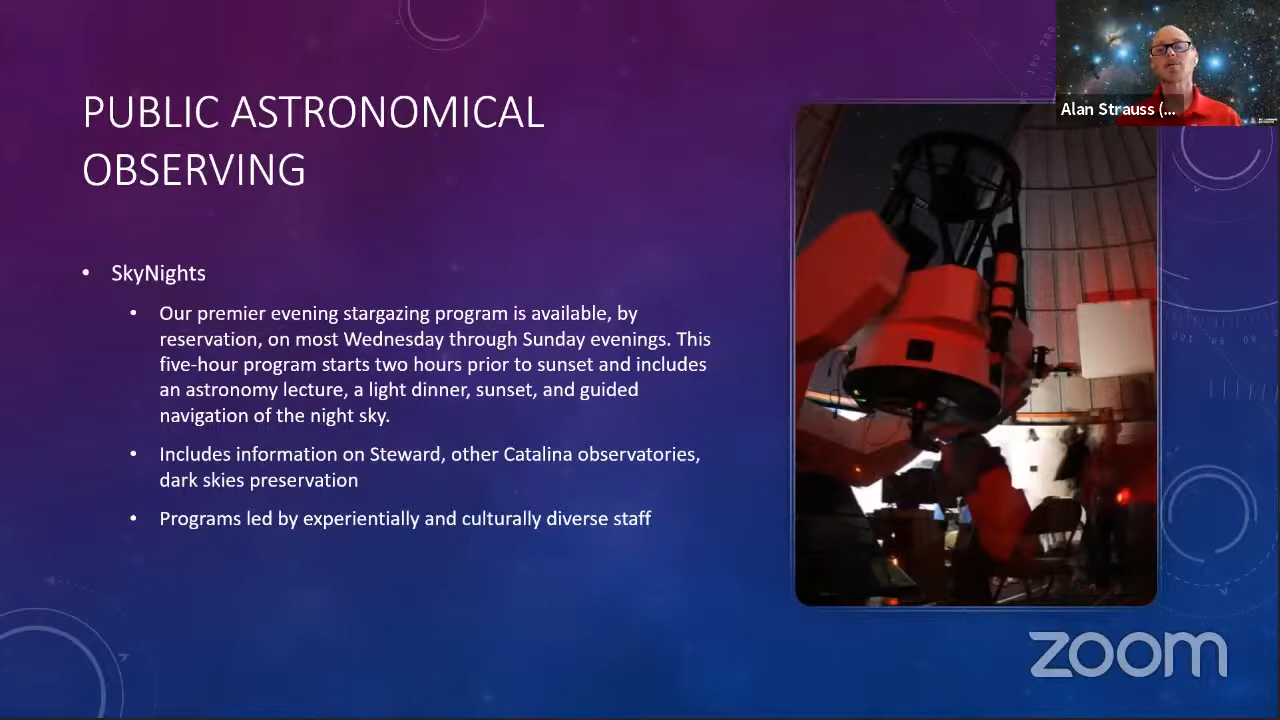 PUBLIC ASTRONOMICAL
OBSERVING
• SkyNights
• Our premier evening stargazing program is available, by
reservation, on most Wednesday through Sunday evenings. This
five-hour program starts two hours prior to sunset and includes
an astronomy lecture, a light dinner, sunset, and guided
navigation of the night sky.
• Includes information on Steward, other Catalina observatories,
dark skies preservation
• Programs led by experientially and culturally diverse staff
Alan Strauss (...
zoom